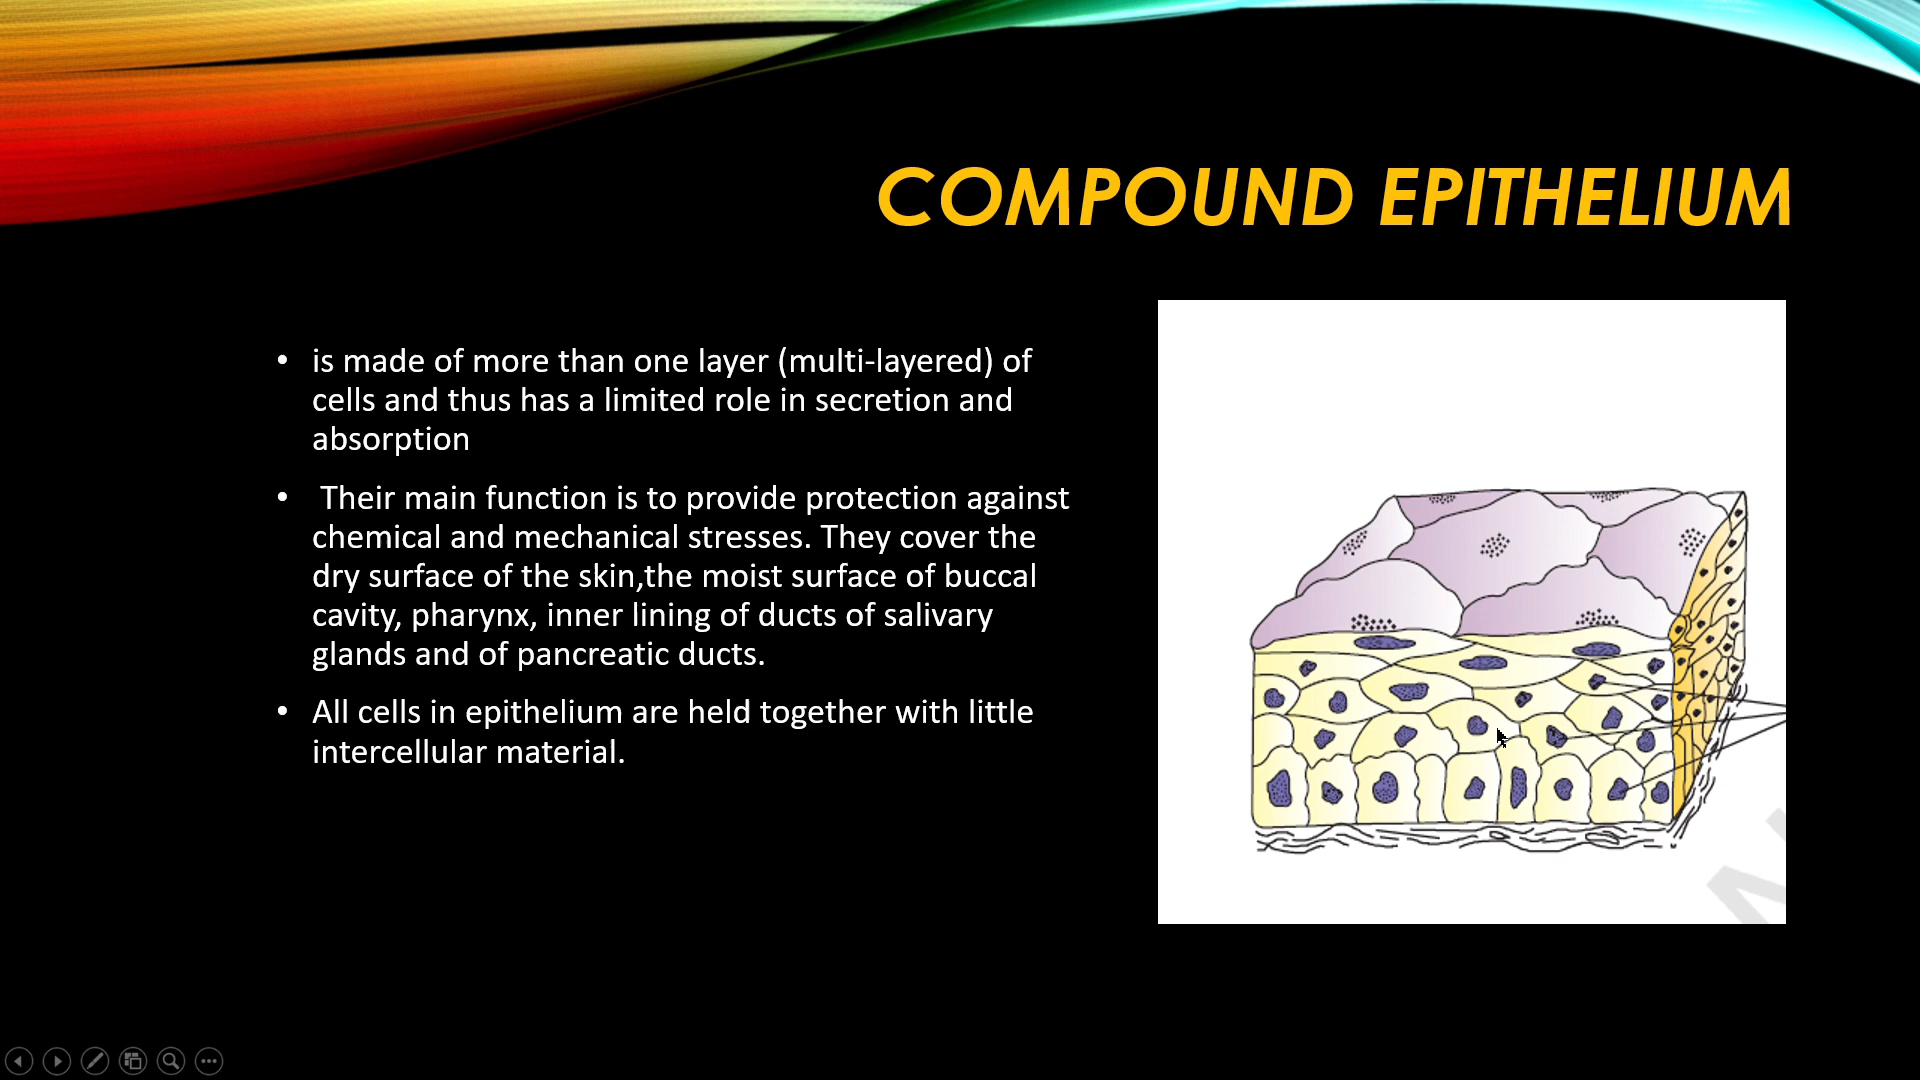 COMPOUND EPITHELIUM
• is made of more than one layer (multi-layered) of
cells and thus has a limited role in secretion and
absorption
• Their main function is to provide protection against
chemical and mechanical stresses. They cover the
dry surface of the skin,the moist surface of buccal
cavity, pharynx, inner lining of ducts of salivary
glands and of pancreatic ducts.
• All cells in epithelium are held together with little
intercellular material.